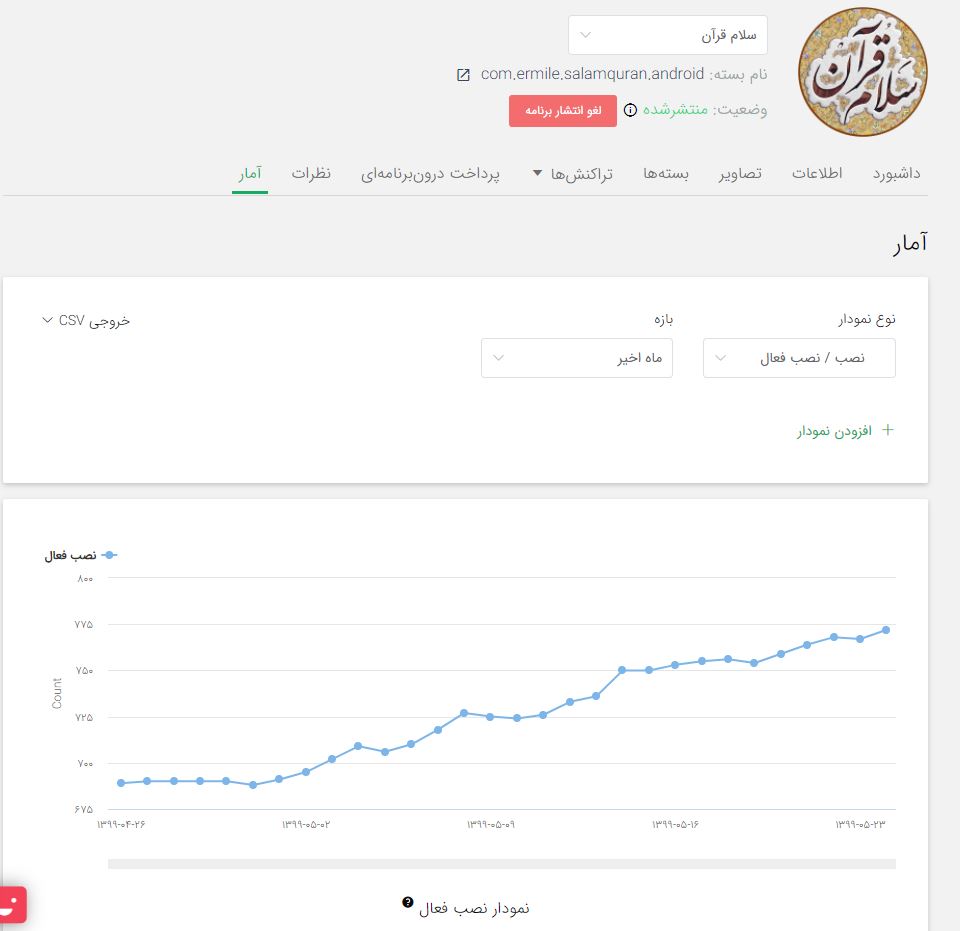 سلام قرآن
سلام قرآن
نام بسته: com.ermile.salamquran.android
وضعیت: منتشرشده
لغو انتشار برنامه
داشبورد
اطلاعات
تصاویر
بسته‌ها
تراکنش‌ها
پرداخت درون‌برنامه‌ای
نظرات
آمار
آمار
نوع نمودار
بازه
خروجی CSV
نصب / نصب فعال
ماه اخیر
+ افزودن نمودار
نصب فعال
۸۰۰
۷۷۵
۷۵۰
۷۲۵
۷۰۰
۶۷۵
Count
۱۳۹۹-۰۴-۲۶
۱۳۹۹-۰۵-۰۲
۱۳۹۹-۰۵-۰۹
۱۳۹۹-۰۵-۱۶
۱۳۹۹-۰۵-۲۳
نمودار نصب فعال